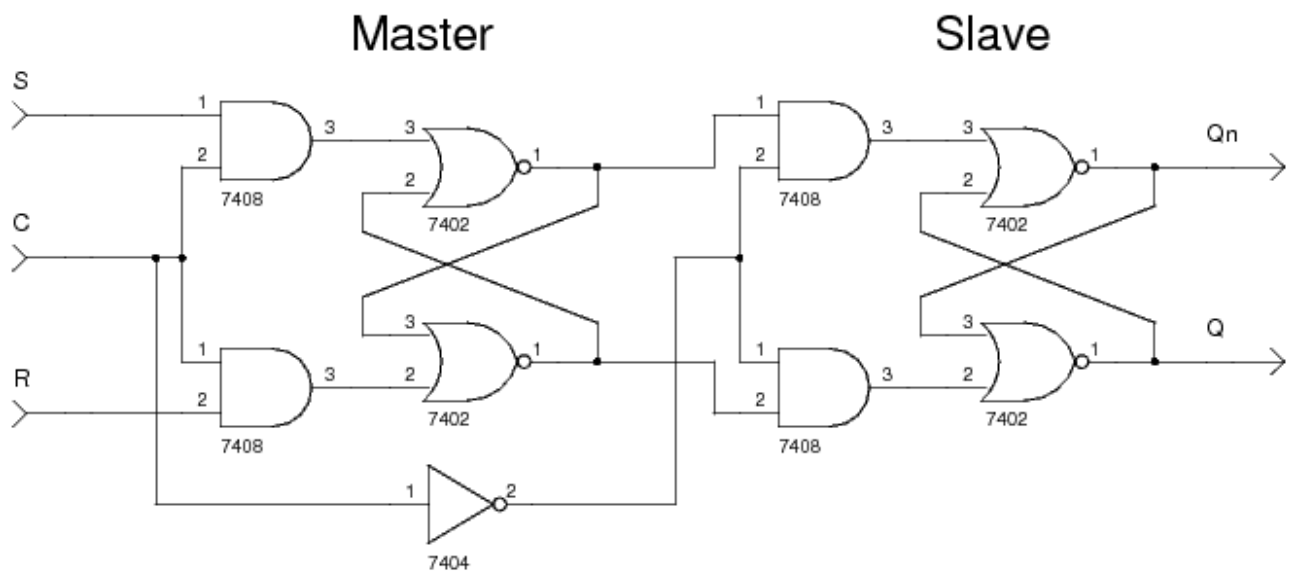 Master Slave
S
1 3 3 1 1 3 3 1 Qn
2 2 2 2
7408 7402 7408 7402
C
3 3
R 1 3 2 1 1 3 2 1 Q
2 2
7408 7402 7408 7402
1 2
7404